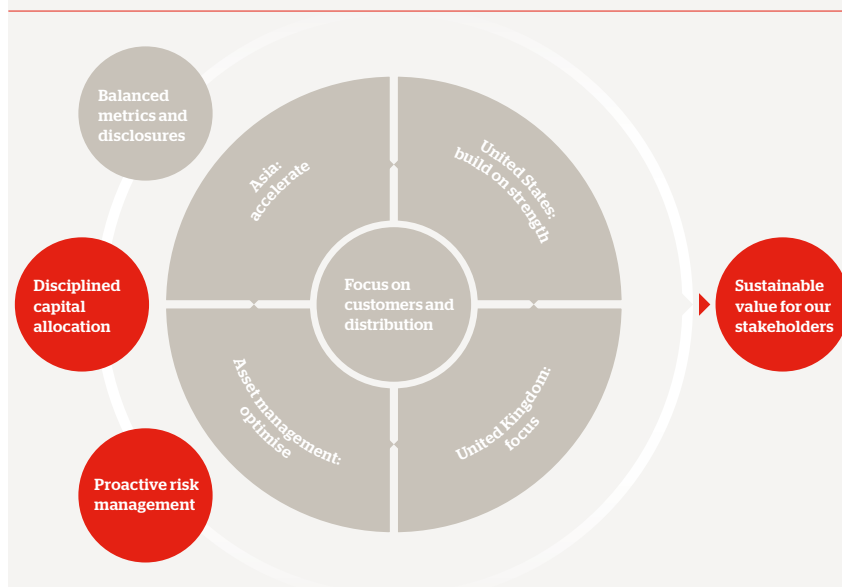 Balanced
metrics and
disclosures
Asia:
accelerate
United States:
build on strength
Disciplined
capital
allocation
Focus on
customers and
distribution
Sustainable
value for our
stakeholders
Asset management:
optimise
United Kingdom:
focus
Proactive risk
management